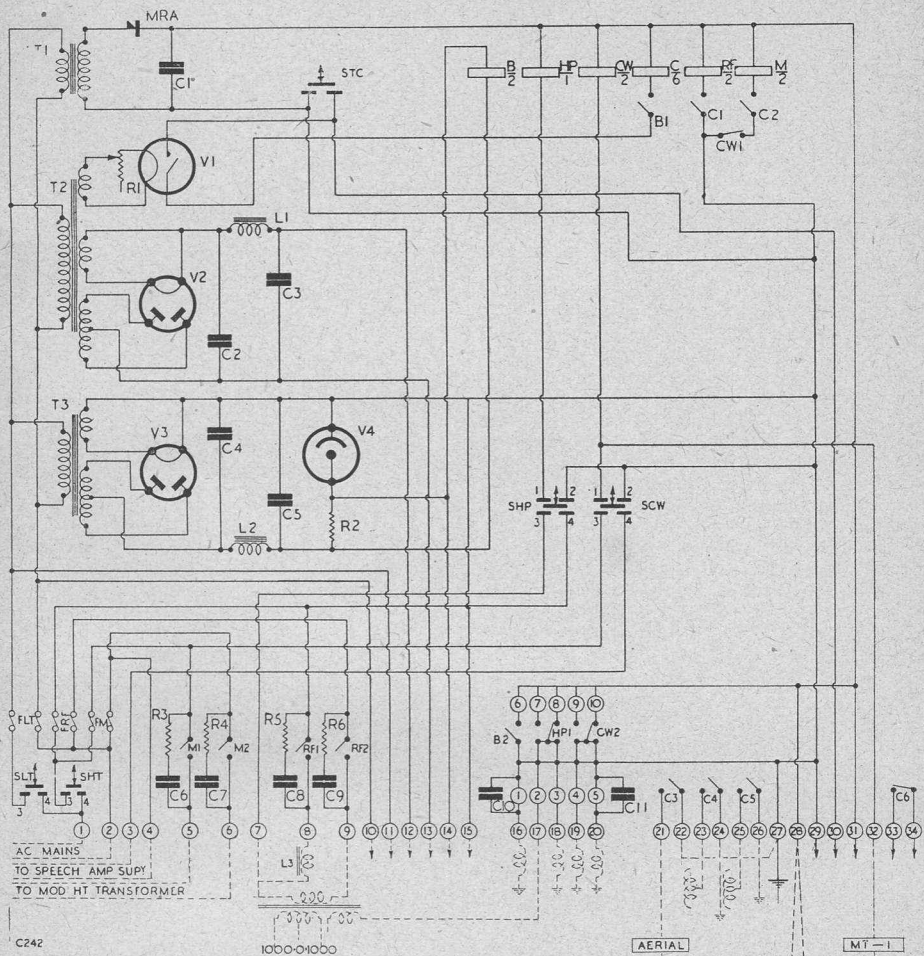 MRA
T1
C1
STC
B/2 HP/1 CW/2 C/6 RF/2 M/2
B1 C1 C2
CW1
V1
R1
T2
L1
V2
C3
C2
T3
V3
C4
V4
C5
R2
L2
1 2 1 2
SHP SCW
3 4 3 4
6 7 8 9 10
FLT FRF FM
R3 R4 R5 R6
M1 M2 RF1 RF2
B2 HP1 CW2
SLT SHT
3 4 3 4
C6 C7 C8 C9
C10 C11
1 2 3 4 5
C3 C4 C5 C6
1 2 3 4 5 6 7 8 9 10 11 12 13 14 15 16 17 18 19 20 21 22 23 24 25 26 27 28 29 30 31 32 33 34
AC MAINS
TO SPEECH AMP SUPY
TO MOD HT TRANSFORMER
L3
1000·0·1000
C242
AERIAL
MT-1